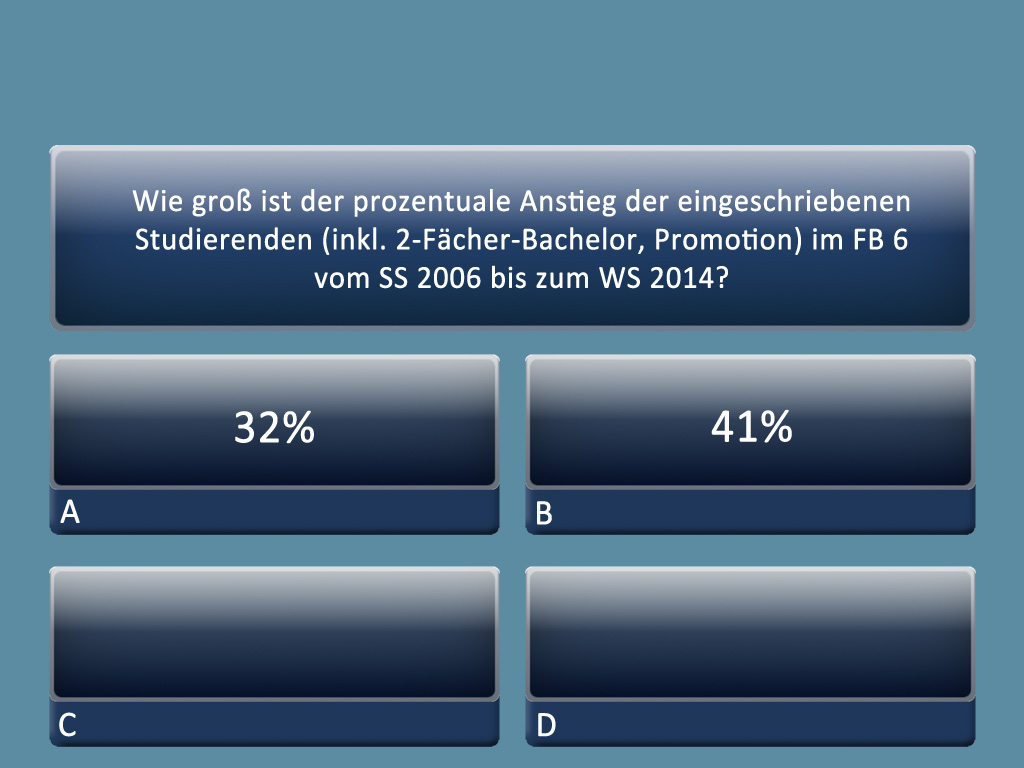 Wie groß ist der prozentuale Anstieg der eingeschriebenen
Studierenden (inkl. 2-Fächer-Bachelor, Promotion) im FB 6
vom SS 2006 bis zum WS 2014?
32%
41%
A
B
C
D